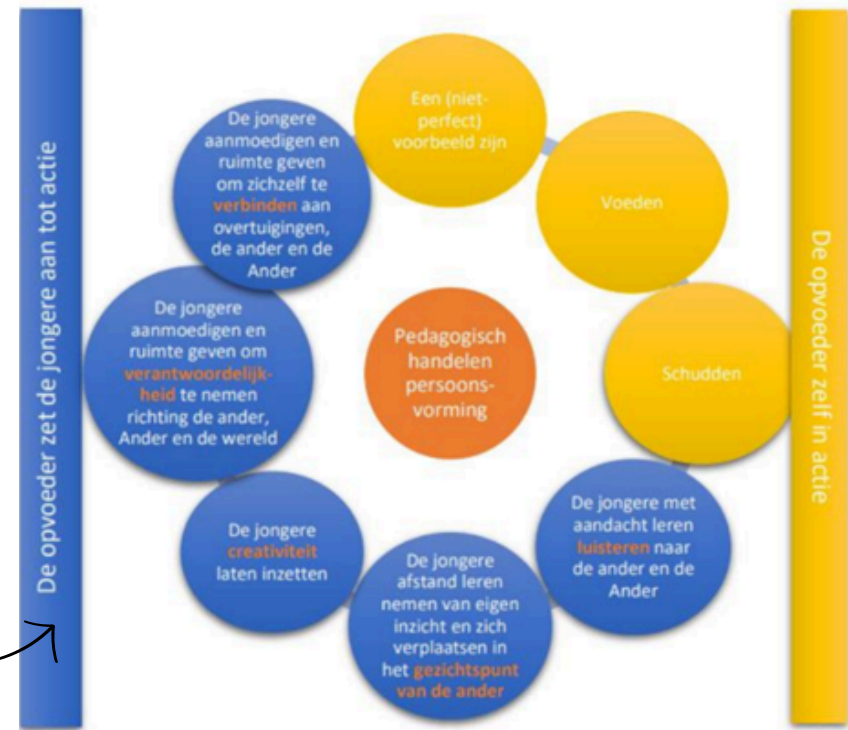 De opvoeder zet de jongere aan tot actie
Een (niet-
perfect)
voorbeeld zijn
Voeden
Schudden
De jongere met
aandacht leren
luisteren naar
de ander en de
Ander
De jongere
afstand leren
nemen van eigen
inzicht en zich
verplaatsen in
het gezichtspunt
van de ander
De jongere
creativiteit
laten inzetten
De jongere
aanmoedigen en
ruimte geven om
verantwoordelijk-
heid te nemen
richting de ander,
Ander en de wereld
De jongere
aanmoedigen en
ruimte geven
om zichzelf te
verbinden aan
overtuigingen,
de ander en de
Ander
Pedagogisch
handelen
persoons-
vorming
De opvoeder zelf in actie